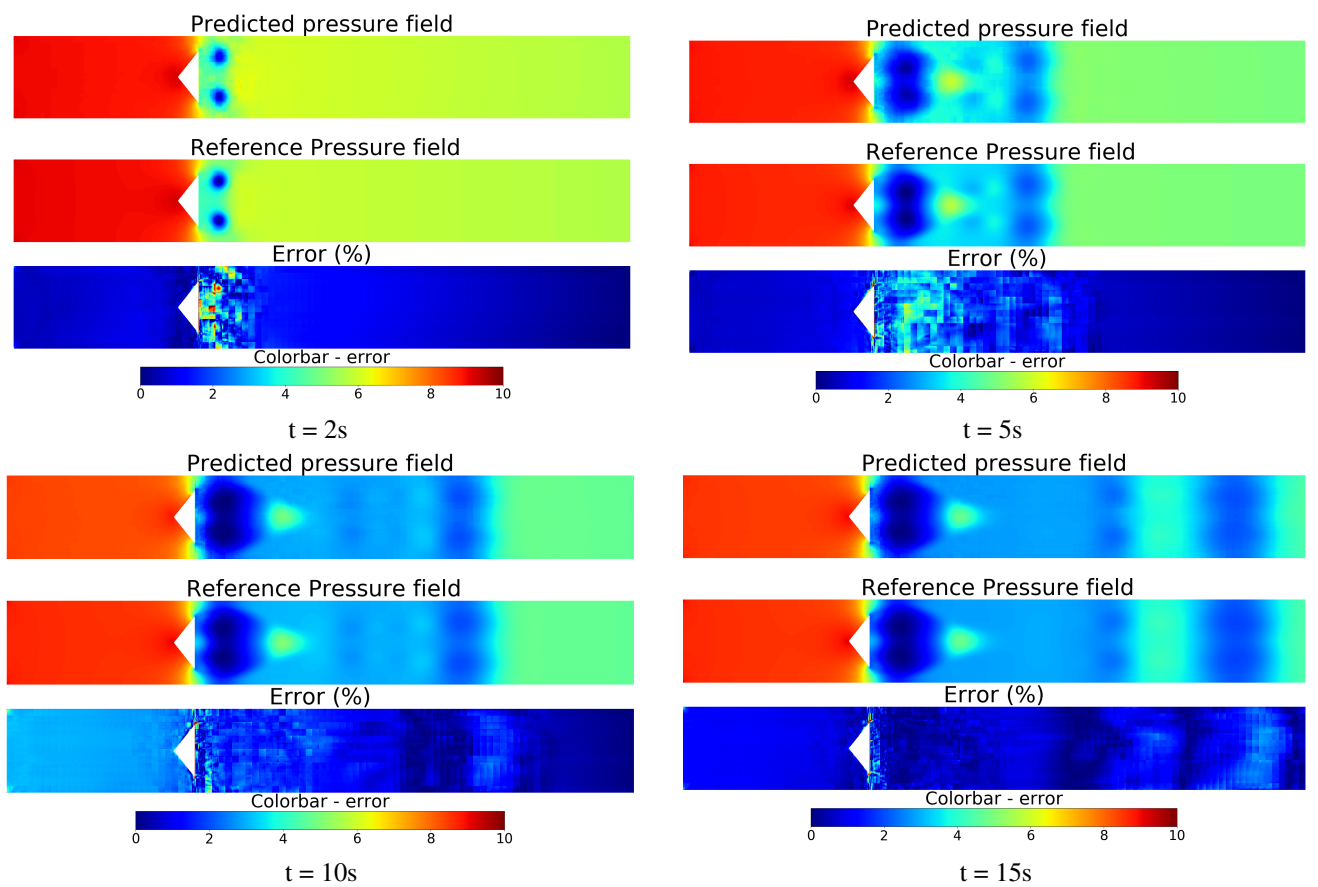 Predicted pressure field
Reference Pressure field
Error (%)
Colorbar - error
0 2 4 6 8 10
t = 2s
Predicted pressure field
Reference Pressure field
Error (%)
Colorbar - error
0 2 4 6 8 10
t = 5s
Predicted pressure field
Reference Pressure field
Error (%)
Colorbar - error
0 2 4 6 8 10
t = 10s
Predicted pressure field
Reference Pressure field
Error (%)
Colorbar - error
0 2 4 6 8 10
t = 15s